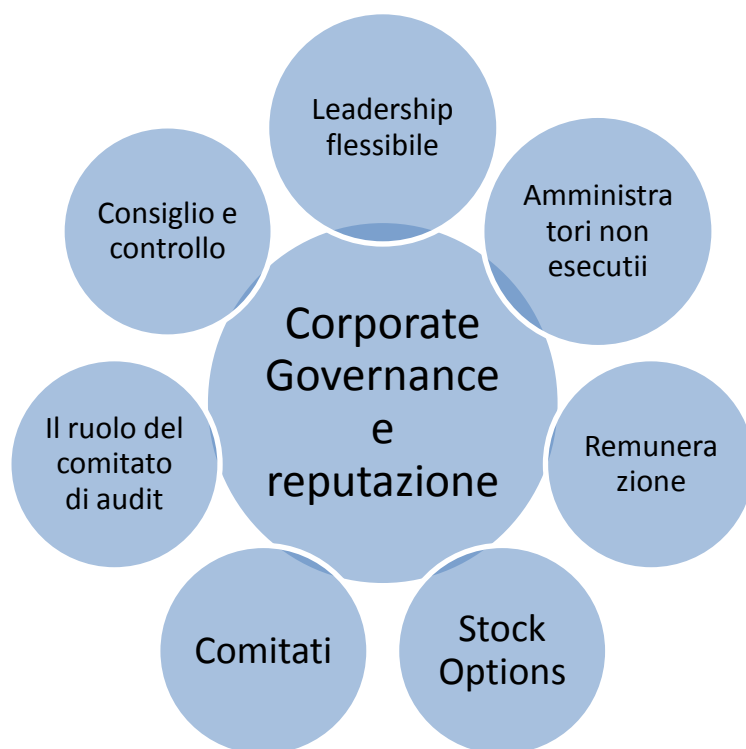 Leadership
flessibile
Amministra
tori non
esecutii
Remunera
zione
Stock
Options
Comitati
Il ruolo del
comitato
di audit
Consiglio e
controllo
Corporate
Governance
e
reputazione